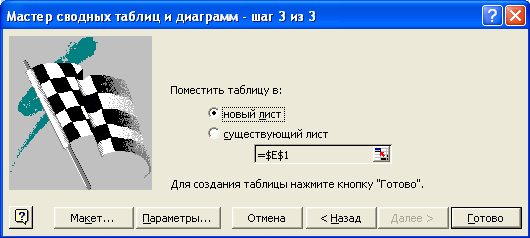 Мастер сводных таблиц и диаграмм - шаг 3 из 3
Поместить таблицу в:
новый лист
существующий лист
=$E$1
Для создания таблицы нажмите кнопку "Готово".
Макет... Параметры... Отмена < Назад Далее > Готово